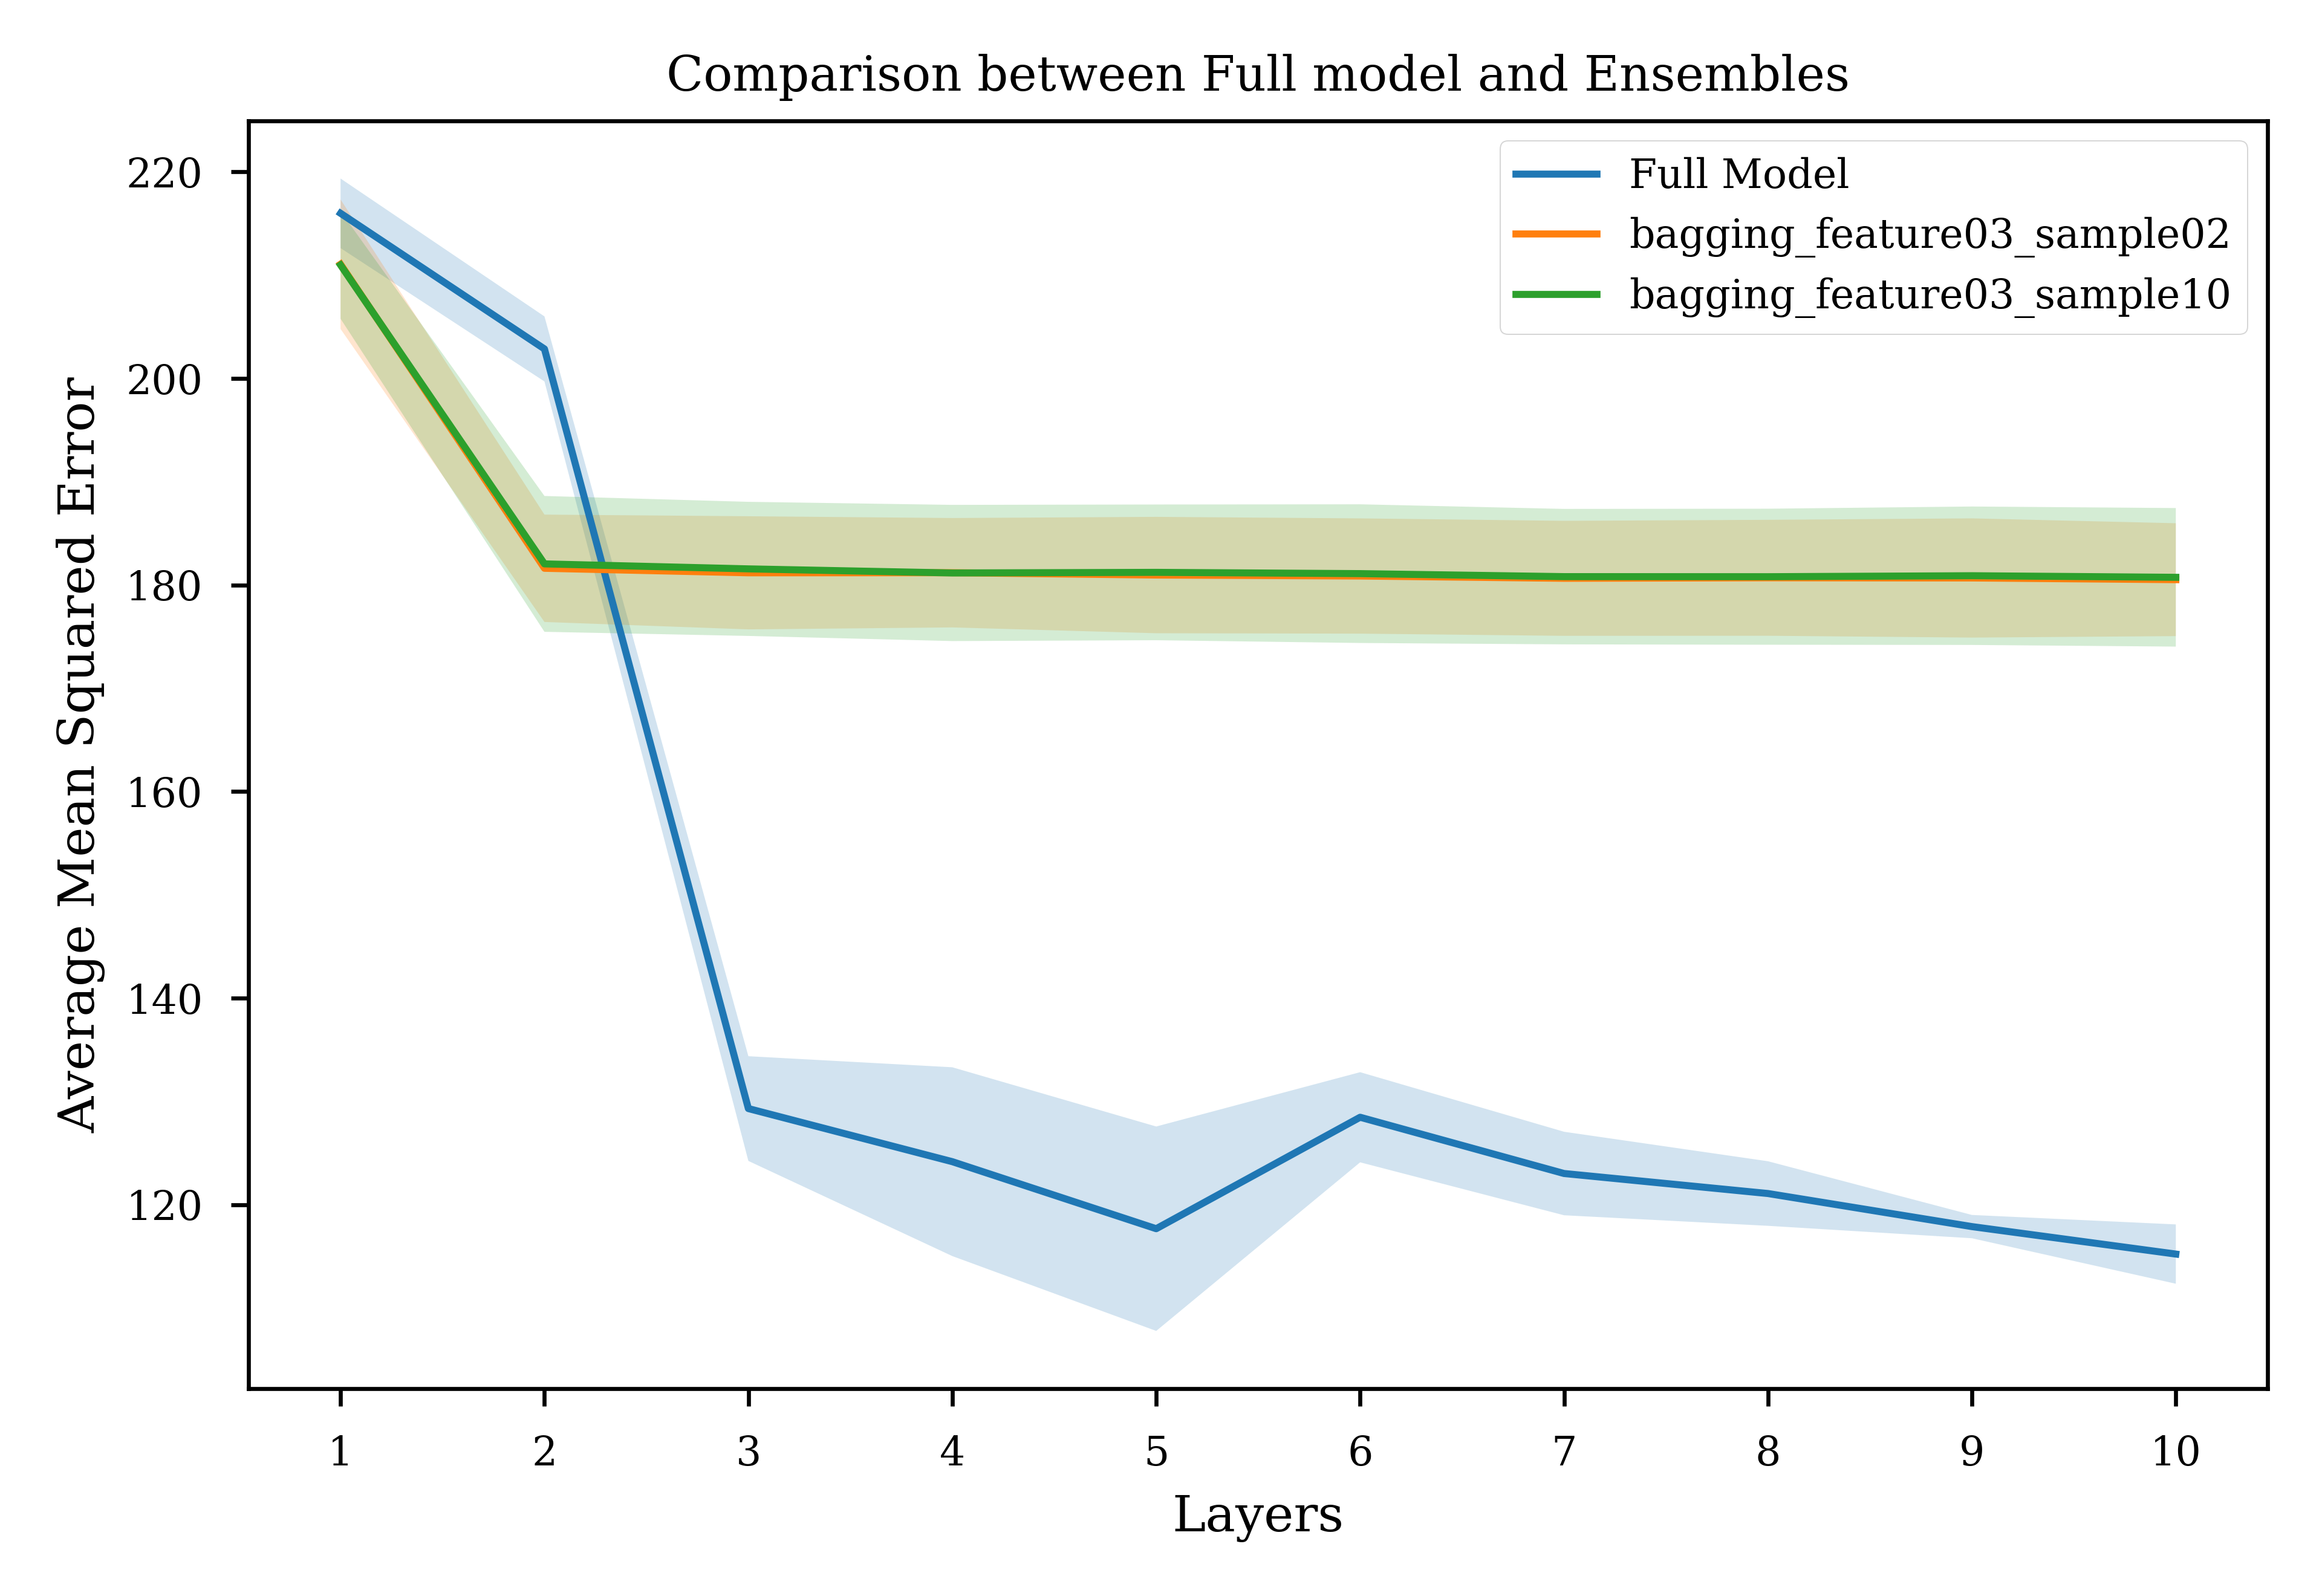 Comparison between Full model and Ensembles
Full Model
bagging_feature03_sample02
bagging_feature03_sample10
Average Mean Squared Error
220
200
180
160
140
120
1 2 3 4 5 6 7 8 9 10
Layers